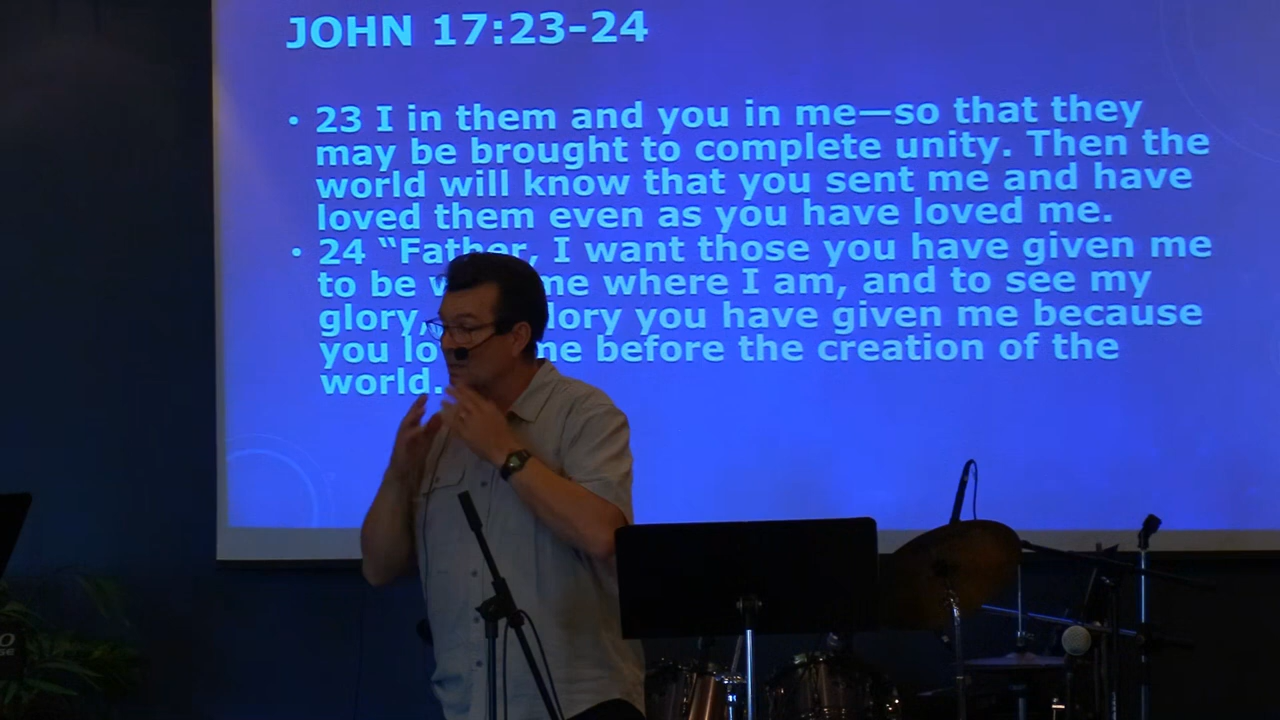 JOHN 17:23-24
• 23 I in them and you in me—so that they
may be brought to complete unity. Then the
world will know that you sent me and have
loved them even as you have loved me.
• 24 “Father, I want those you have given me
to be me where I am, and to see my
glory, you have given me because
you me before the creation of the
world.